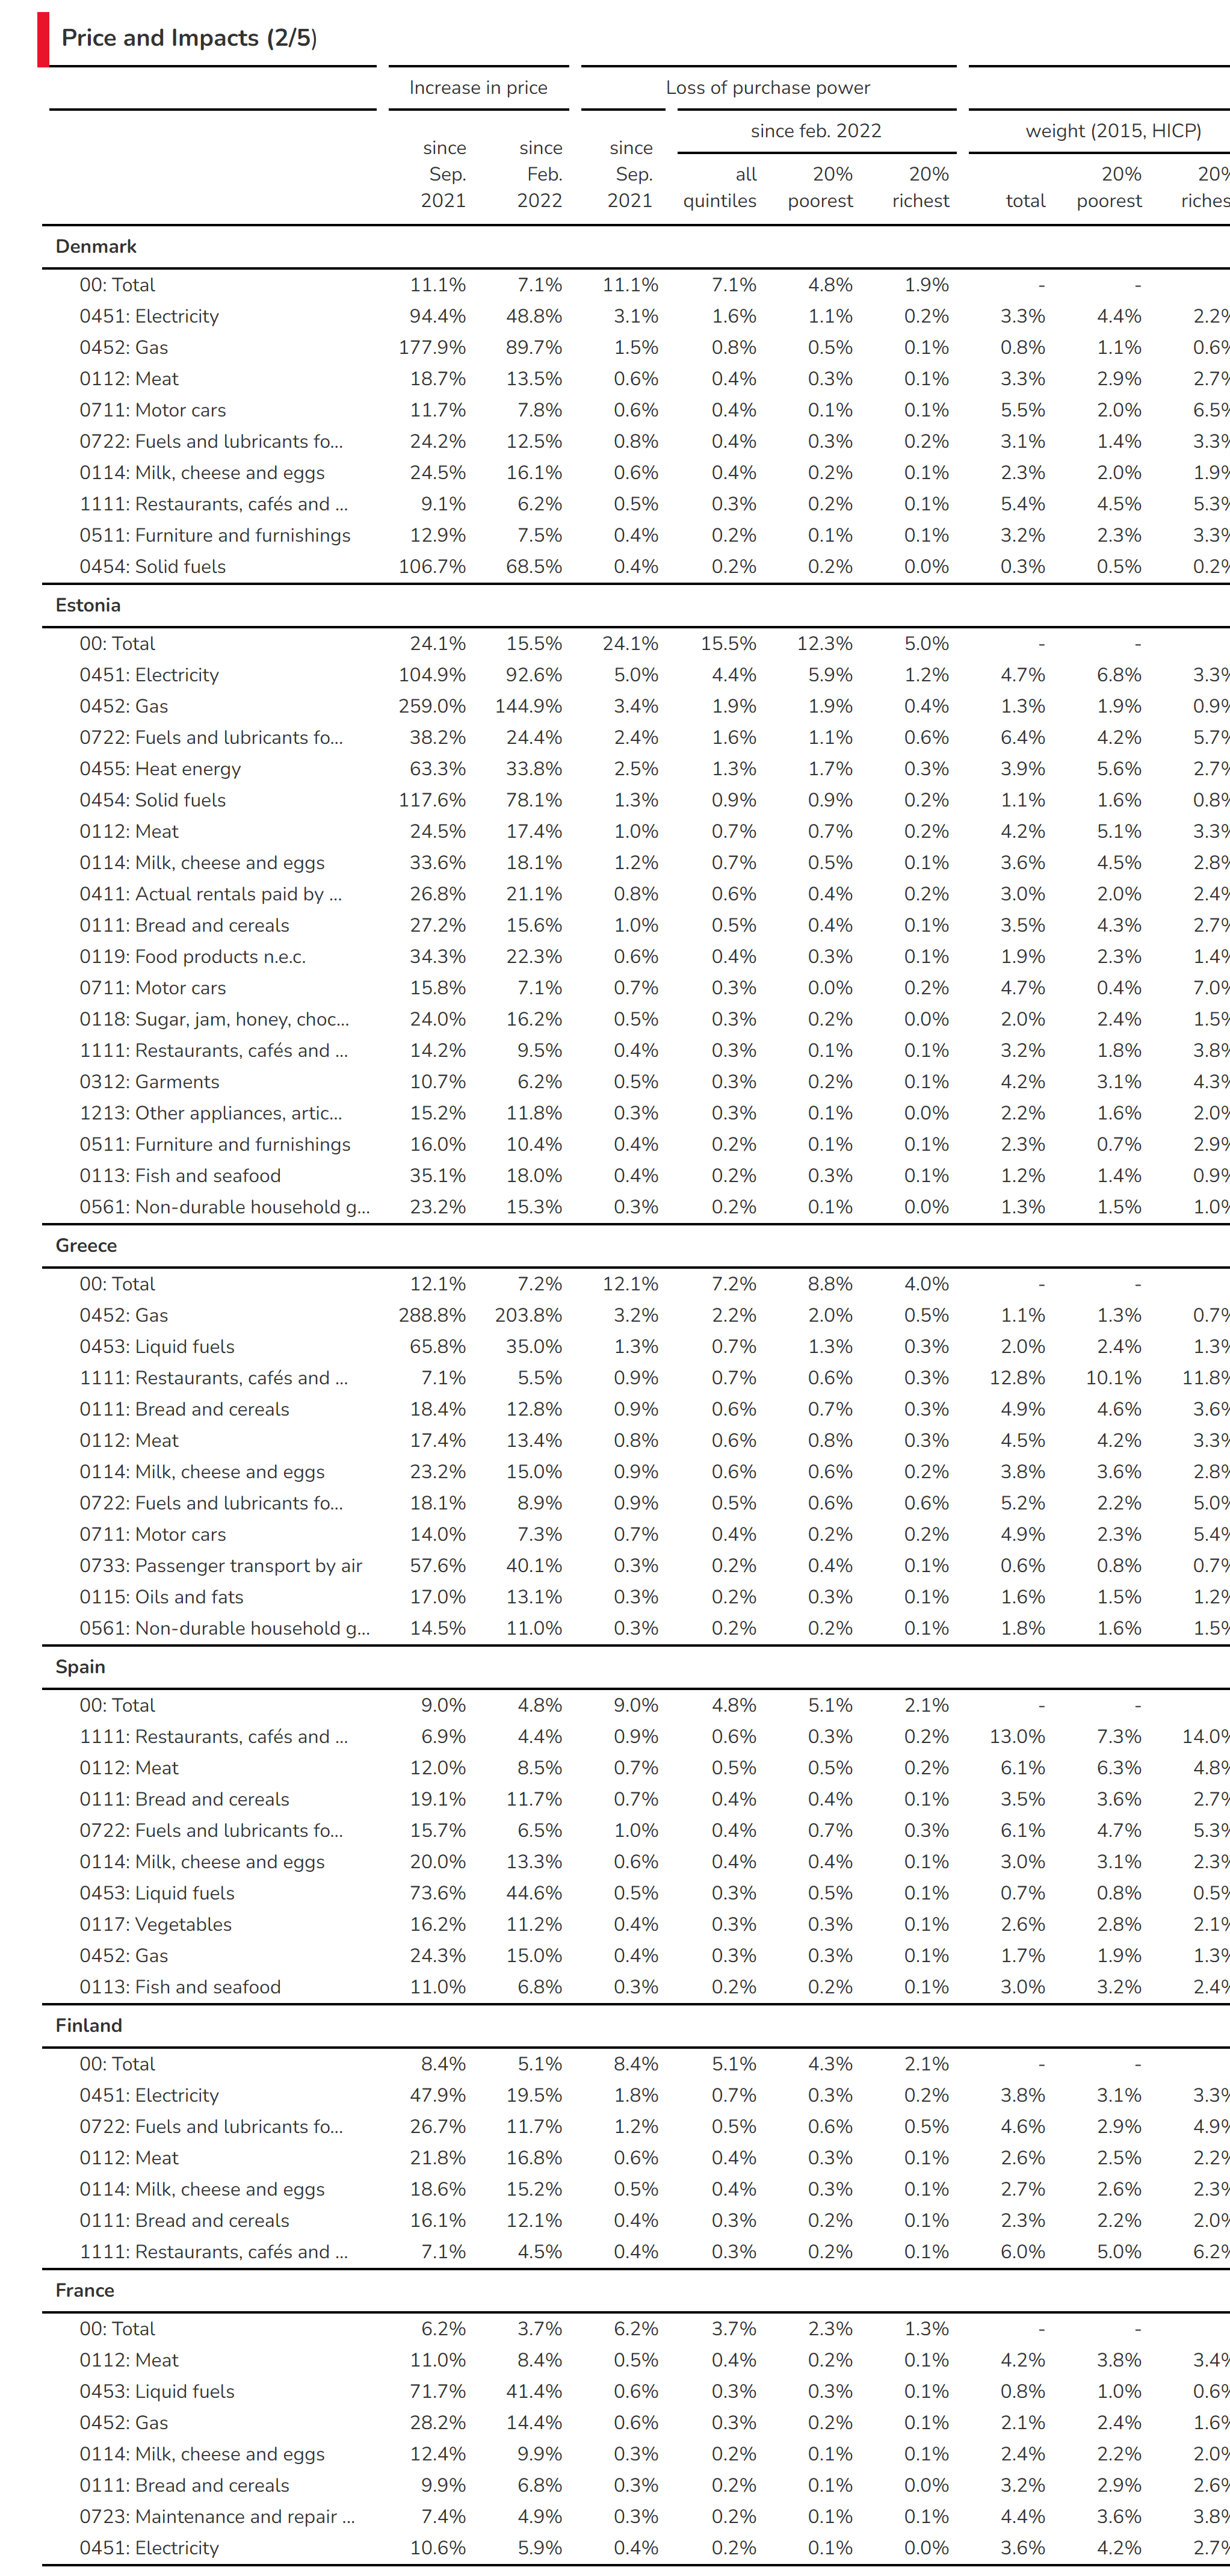 Price and Impacts (2/5)
Increase in price Loss of purchase power
since feb. 2022 weight (2015, HICP)
since since since
Sep. Feb. Sep. all 20% 20% 20% 20%
2021 2022 2021 quintiles poorest richest total poorest riches
Denmark
00: Total 11.1% 7.1% 11.1% 7.1% 4.8% 1.9% - -
0451: Electricity 94.4% 48.8% 3.1% 1.6% 1.1% 0.2% 3.3% 4.4% 2.2%
0452: Gas 177.9% 89.7% 1.5% 0.8% 0.5% 0.1% 0.8% 1.1% 0.6%
0112: Meat 18.7% 13.5% 0.6% 0.4% 0.3% 0.1% 3.3% 2.9% 2.7%
0711: Motor cars 11.7% 7.8% 0.6% 0.4% 0.1% 0.1% 5.5% 2.0% 6.5%
0722: Fuels and lubricants fo... 24.2% 12.5% 0.8% 0.4% 0.3% 0.2% 3.1% 1.4% 3.3%
0114: Milk, cheese and eggs 24.5% 16.1% 0.6% 0.4% 0.2% 0.1% 2.3% 2.0% 1.9%
1111: Restaurants, cafés and ... 9.1% 6.2% 0.5% 0.3% 0.2% 0.1% 5.4% 4.5% 5.3%
0511: Furniture and furnishings 12.9% 7.5% 0.4% 0.2% 0.1% 0.1% 3.2% 2.3% 3.3%
0454: Solid fuels 106.7% 68.5% 0.4% 0.2% 0.2% 0.0% 0.3% 0.5% 0.2%
Estonia
00: Total 24.1% 15.5% 24.1% 15.5% 12.3% 5.0% - -
0451: Electricity 104.9% 92.6% 5.0% 4.4% 5.9% 1.2% 4.7% 6.8% 3.3%
0452: Gas 259.0% 144.9% 3.4% 1.9% 1.9% 0.4% 1.3% 1.9% 0.9%
0722: Fuels and lubricants fo... 38.2% 24.4% 2.4% 1.6% 1.1% 0.6% 6.4% 4.2% 5.7%
0455: Heat energy 63.3% 33.8% 2.5% 1.3% 1.7% 0.3% 3.9% 5.6% 2.7%
0454: Solid fuels 117.6% 78.1% 1.3% 0.9% 0.9% 0.2% 1.1% 1.6% 0.8%
0112: Meat 24.5% 17.4% 1.0% 0.7% 0.7% 0.2% 4.2% 5.1% 3.3%
0114: Milk, cheese and eggs 33.6% 18.1% 1.2% 0.7% 0.5% 0.1% 3.6% 4.5% 2.8%
0411: Actual rentals paid by ... 26.8% 21.1% 0.8% 0.6% 0.4% 0.2% 3.0% 2.0% 2.4%
0111: Bread and cereals 27.2% 15.6% 1.0% 0.5% 0.4% 0.1% 3.5% 4.3% 2.7%
0119: Food products n.e.c. 34.3% 22.3% 0.6% 0.4% 0.3% 0.1% 1.9% 2.3% 1.4%
0711: Motor cars 15.8% 7.1% 0.7% 0.3% 0.0% 0.2% 4.7% 0.4% 7.0%
0118: Sugar, jam, honey, choc... 24.0% 16.2% 0.5% 0.3% 0.2% 0.0% 2.0% 2.4% 1.5%
1111: Restaurants, cafés and ... 14.2% 9.5% 0.4% 0.3% 0.1% 0.1% 3.2% 1.8% 3.8%
0312: Garments 10.7% 6.2% 0.5% 0.3% 0.2% 0.1% 4.2% 3.1% 4.3%
1213: Other appliances, artic... 15.2% 11.8% 0.3% 0.3% 0.1% 0.0% 2.2% 1.6% 2.0%
0511: Furniture and furnishings 16.0% 10.4% 0.4% 0.2% 0.1% 0.1% 2.3% 0.7% 2.9%
0113: Fish and seafood 35.1% 18.0% 0.4% 0.2% 0.3% 0.1% 1.2% 1.4% 0.9%
0561: Non-durable household g... 23.2% 15.3% 0.3% 0.2% 0.1% 0.0% 1.3% 1.5% 1.0%
Greece
00: Total 12.1% 7.2% 12.1% 7.2% 8.8% 4.0% - -
0452: Gas 288.8% 203.8% 3.2% 2.2% 2.0% 0.5% 1.1% 1.3% 0.7%
0453: Liquid fuels 65.8% 35.0% 1.3% 0.7% 1.3% 0.3% 2.0% 2.4% 1.3%
1111: Restaurants, cafés and ... 7.1% 5.5% 0.9% 0.7% 0.6% 0.3% 12.8% 10.1% 11.8%
0111: Bread and cereals 18.4% 12.8% 0.9% 0.6% 0.7% 0.3% 4.9% 4.6% 3.6%
0112: Meat 17.4% 13.4% 0.8% 0.6% 0.8% 0.3% 4.5% 4.2% 3.3%
0114: Milk, cheese and eggs 23.2% 15.0% 0.9% 0.6% 0.6% 0.2% 3.8% 3.6% 2.8%
0722: Fuels and lubricants fo... 18.1% 8.9% 0.9% 0.5% 0.6% 0.6% 5.2% 2.2% 5.0%
0711: Motor cars 14.0% 7.3% 0.7% 0.4% 0.2% 0.2% 4.9% 2.3% 5.4%
0733: Passenger transport by air 57.6% 40.1% 0.3% 0.2% 0.4% 0.1% 0.6% 0.8% 0.7%
0115: Oils and fats 17.0% 13.1% 0.3% 0.2% 0.3% 0.1% 1.6% 1.5% 1.2%
0561: Non-durable household g... 14.5% 11.0% 0.3% 0.2% 0.2% 0.1% 1.8% 1.6% 1.5%
Spain
00: Total 9.0% 4.8% 9.0% 4.8% 5.1% 2.1% - -
1111: Restaurants, cafés and ... 6.9% 4.4% 0.9% 0.6% 0.3% 0.2% 13.0% 7.3% 14.0%
0112: Meat 12.0% 8.5% 0.7% 0.5% 0.5% 0.2% 6.1% 6.3% 4.8%
0111: Bread and cereals 19.1% 11.7% 0.7% 0.4% 0.4% 0.1% 3.5% 3.6% 2.7%
0722: Fuels and lubricants fo... 15.7% 6.5% 1.0% 0.4% 0.7% 0.3% 6.1% 4.7% 5.3%
0114: Milk, cheese and eggs 20.0% 13.3% 0.6% 0.4% 0.4% 0.1% 3.0% 3.1% 2.3%
0453: Liquid fuels 73.6% 44.6% 0.5% 0.3% 0.5% 0.1% 0.7% 0.8% 0.5%
0117: Vegetables 16.2% 11.2% 0.4% 0.3% 0.3% 0.1% 2.6% 2.8% 2.1%
0452: Gas 24.3% 15.0% 0.4% 0.3% 0.3% 0.1% 1.7% 1.9% 1.3%
0113: Fish and seafood 11.0% 6.8% 0.3% 0.2% 0.2% 0.1% 3.0% 3.2% 2.4%
Finland
00: Total 8.4% 5.1% 8.4% 5.1% 4.3% 2.1% - -
0451: Electricity 47.9% 19.5% 1.8% 0.7% 0.3% 0.2% 3.8% 3.1% 3.3%
0722: Fuels and lubricants fo... 26.7% 11.7% 1.2% 0.5% 0.6% 0.5% 4.6% 2.9% 4.9%
0112: Meat 21.8% 16.8% 0.6% 0.4% 0.3% 0.1% 2.6% 2.5% 2.2%
0114: Milk, cheese and eggs 18.6% 15.2% 0.5% 0.4% 0.3% 0.1% 2.7% 2.6% 2.3%
0111: Bread and cereals 16.1% 12.1% 0.4% 0.3% 0.2% 0.1% 2.3% 2.2% 2.0%
1111: Restaurants, cafés and ... 7.1% 4.5% 0.4% 0.3% 0.2% 0.1% 6.0% 5.0% 6.2%
France
00: Total 6.2% 3.7% 6.2% 3.7% 2.3% 1.3% - -
0112: Meat 11.0% 8.4% 0.5% 0.4% 0.2% 0.1% 4.2% 3.8% 3.4%
0453: Liquid fuels 71.7% 41.4% 0.6% 0.3% 0.3% 0.1% 0.8% 1.0% 0.6%
0452: Gas 28.2% 14.4% 0.6% 0.3% 0.2% 0.1% 2.1% 2.4% 1.6%
0114: Milk, cheese and eggs 12.4% 9.9% 0.3% 0.2% 0.1% 0.1% 2.4% 2.2% 2.0%
0111: Bread and cereals 9.9% 6.8% 0.3% 0.2% 0.1% 0.0% 3.2% 2.9% 2.6%
0723: Maintenance and repair ... 7.4% 4.9% 0.3% 0.2% 0.1% 0.1% 4.4% 3.6% 3.8%
0451: Electricity 10.6% 5.9% 0.4% 0.2% 0.1% 0.0% 3.6% 4.2% 2.7%